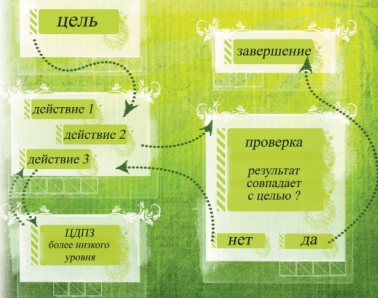 цель
завершение
действие 1
действие 2
действие 3
проверка
результат
совпадает
с целью ?
нет
да
ЦДПЗ
более низкого
уровня